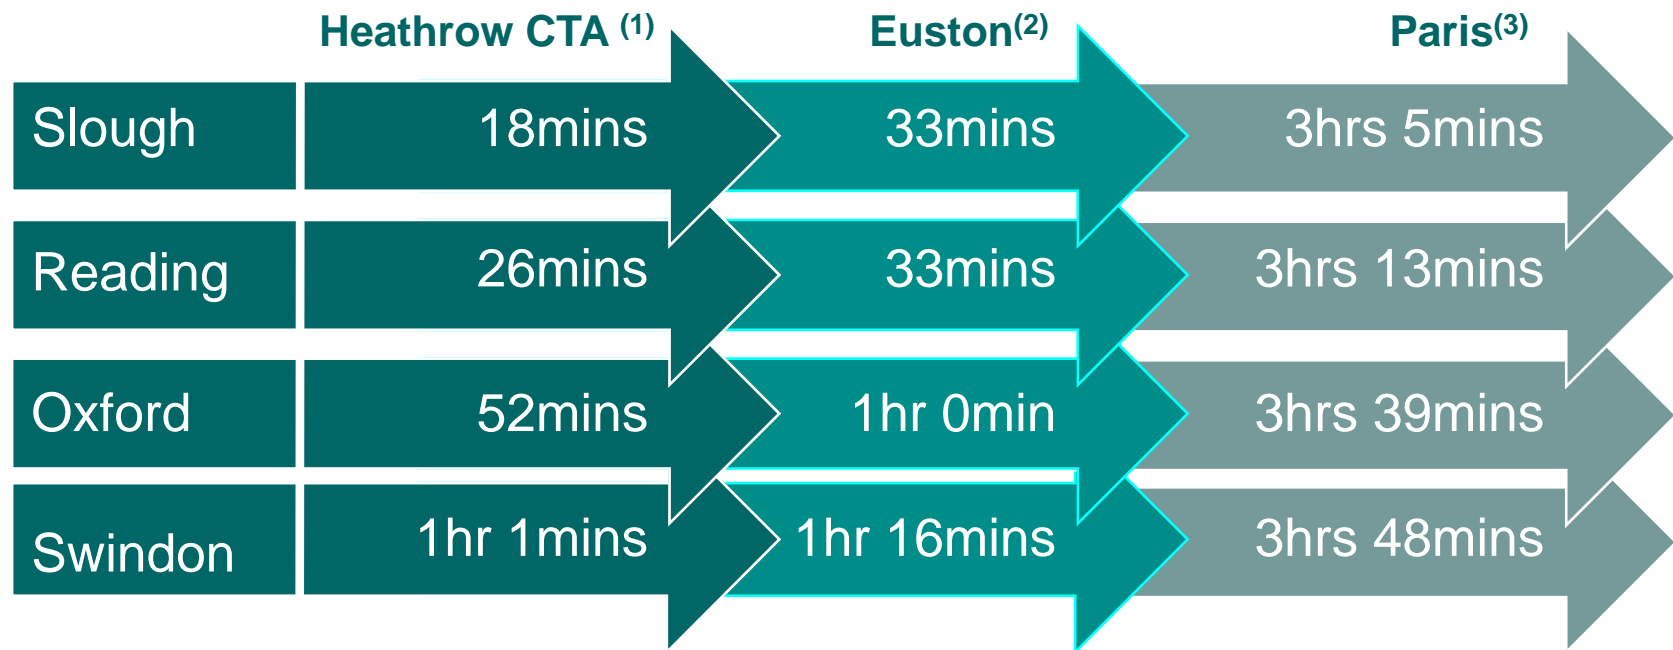 Heathrow CTA (1) Euston(2) Paris(3)
Slough 18mins 33mins 3hrs 5mins
Reading 26mins 33mins 3hrs 13mins
Oxford 52mins 1hr 0min 3hrs 39mins
Swindon 1hr 1mins 1hr 16mins 3hrs 48mins